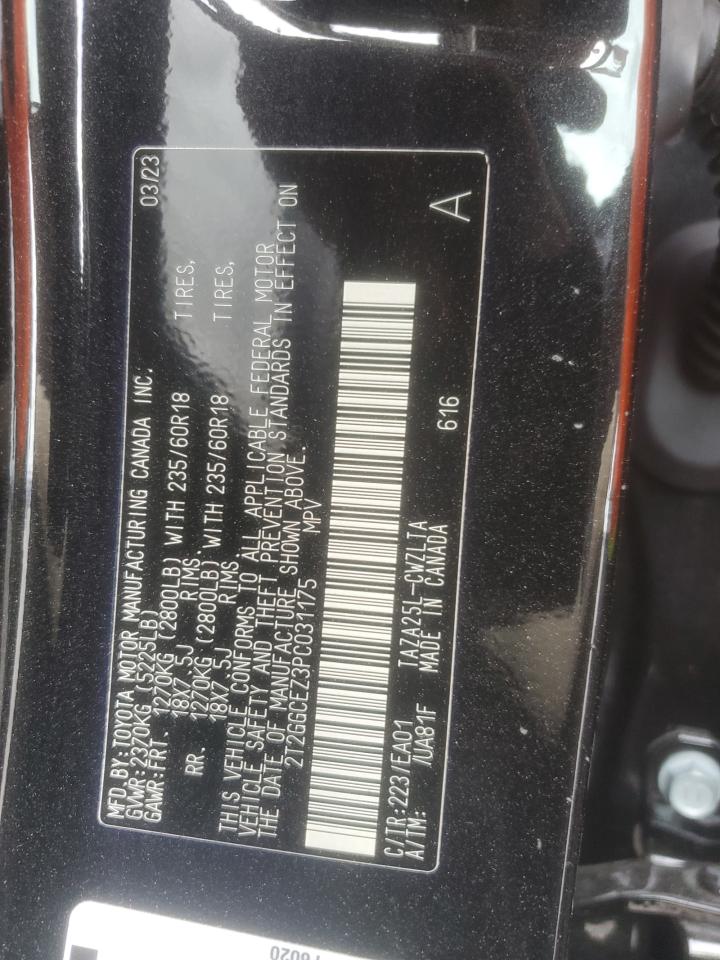 MFD.BY:TOYOTA MOTOR MANUFACTURING CANADA INC. 03/23
GVWR:2370KG (5225LB)
GAWR:FRT. 1270KG (2800LB) WITH 235/60R18 TIRES,
18X7.5J RIMS.
RR. 1270KG (2800LB) WITH 235/60R18 TIRES,
18X7.5J RIMS.
THIS VEHICLE CONFORMS TO ALL APPLICABLE FEDERAL MOTOR
VEHICLE SAFETY AND THEFT PREVENTION STANDARDS IN EFFECT ON
THE DATE OF MANUFACTURE SHOWN ABOVE.
2T2GGCEZ3PC031175 MPV
C/TR:223/EA01 TAZA25L-CWZLTA 616 A
A/TM: /UA81F MADE IN CANADA